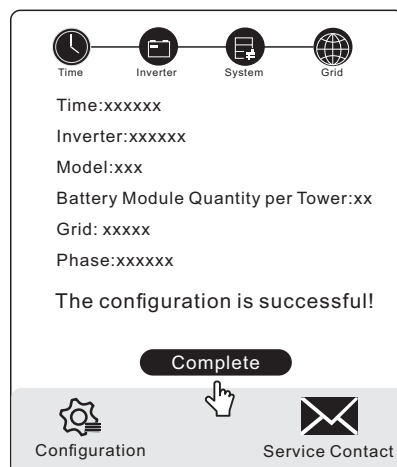 Time Inverter System Grid
Time:xxxxxx
Inverter:xxxxxx
Model:xxx
Battery Module Quantity per Tower:xx
Grid: xxxxx
Phase:xxxxxx
The configuration is successful!
Complete
Configuration Service Contact